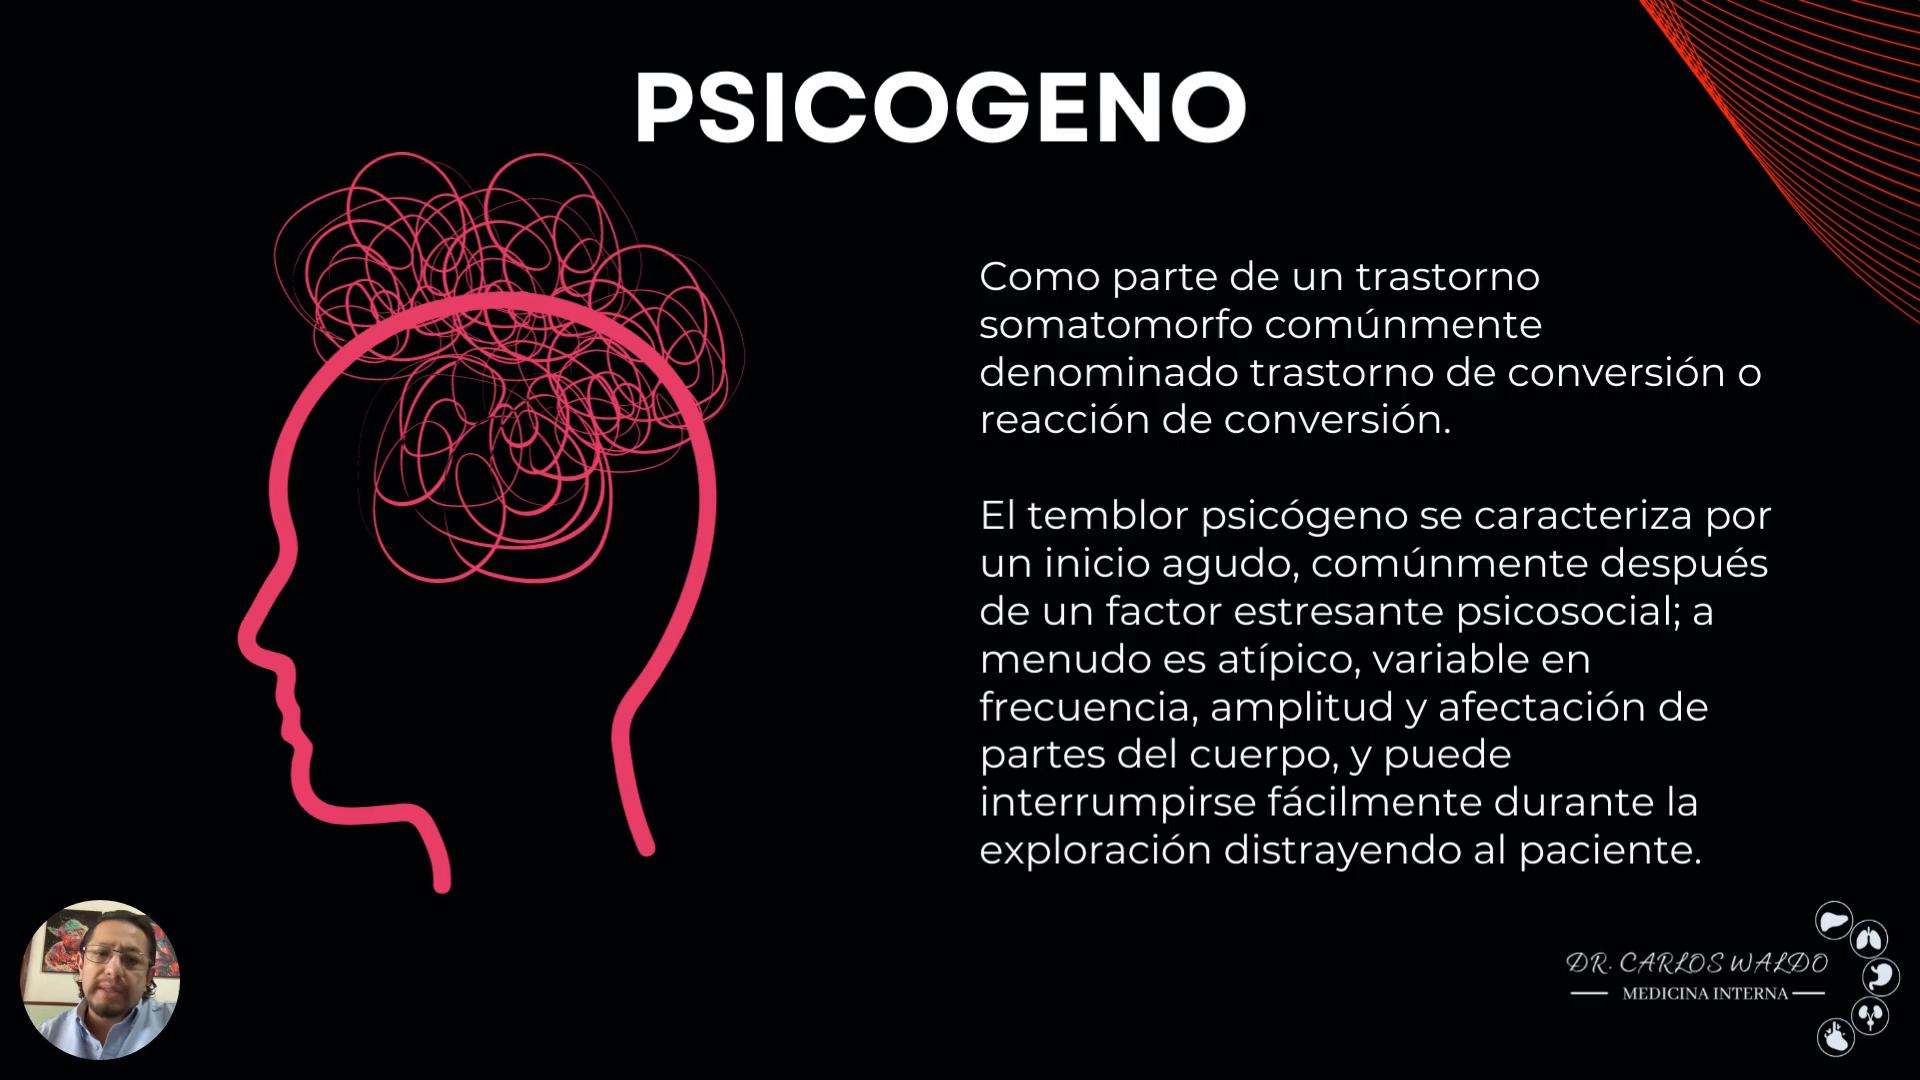 PSICOGENO
Como parte de un trastorno
somatomorfo comúnmente
denominado trastorno de conversión o
reacción de conversión.
El temblor psicógeno se caracteriza por
un inicio agudo, comúnmente después
de un factor estresante psicosocial; a
menudo es atípico, variable en
frecuencia, amplitud y afectación de
partes del cuerpo, y puede
interrumpirse fácilmente durante la
exploración distrayendo al paciente.
DR. CARLOS WALDO
MEDICINA INTERNA